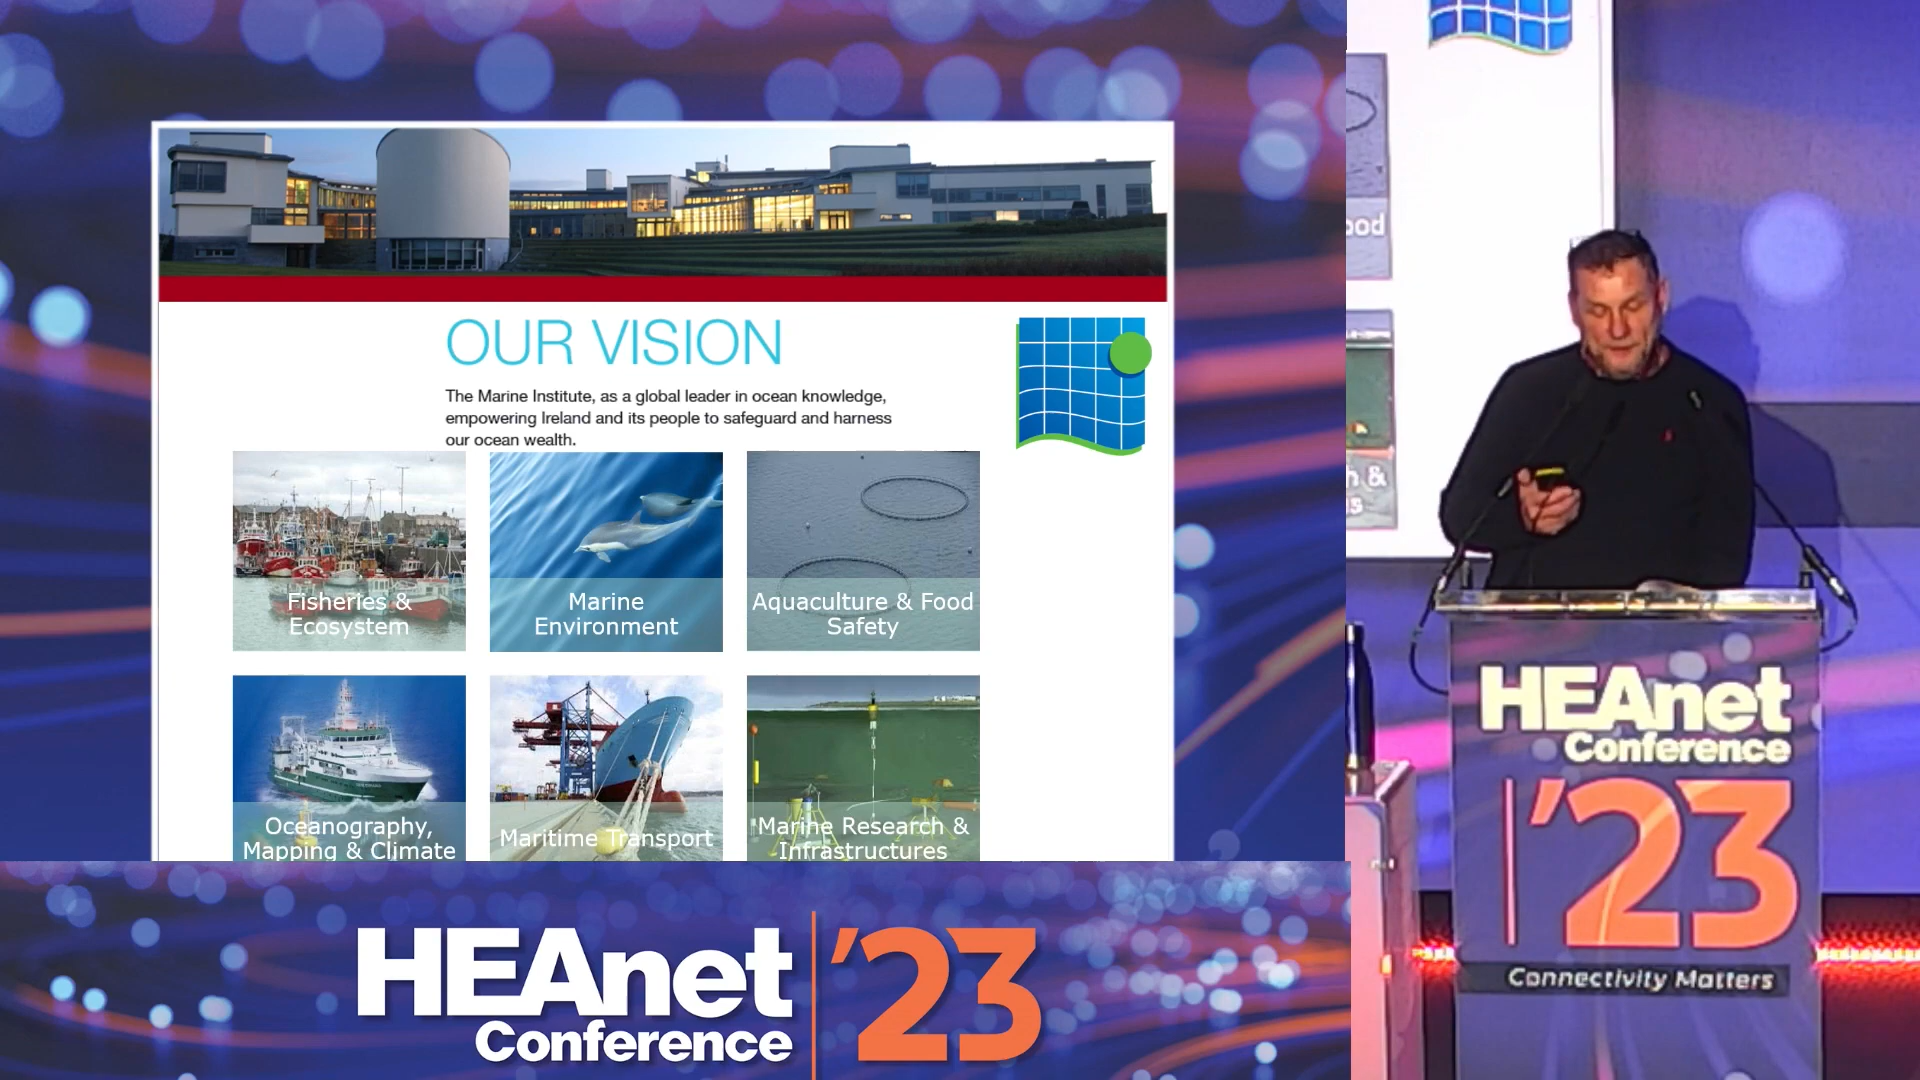 OUR VISION
The Marine Institute, as a global leader in ocean knowledge,
empowering Ireland and its people to safeguard and harness
our ocean wealth.
Fisheries &
Ecosystem
Marine
Environment
Aquaculture & Food
Safety
Oceanography,
Mapping & Climate
Maritime Transport
Marine Research &
Infrastructures
HEAnet
Conference
'23
ood
h &
s
HEAnet
Conference
'23
Connectivity Matters